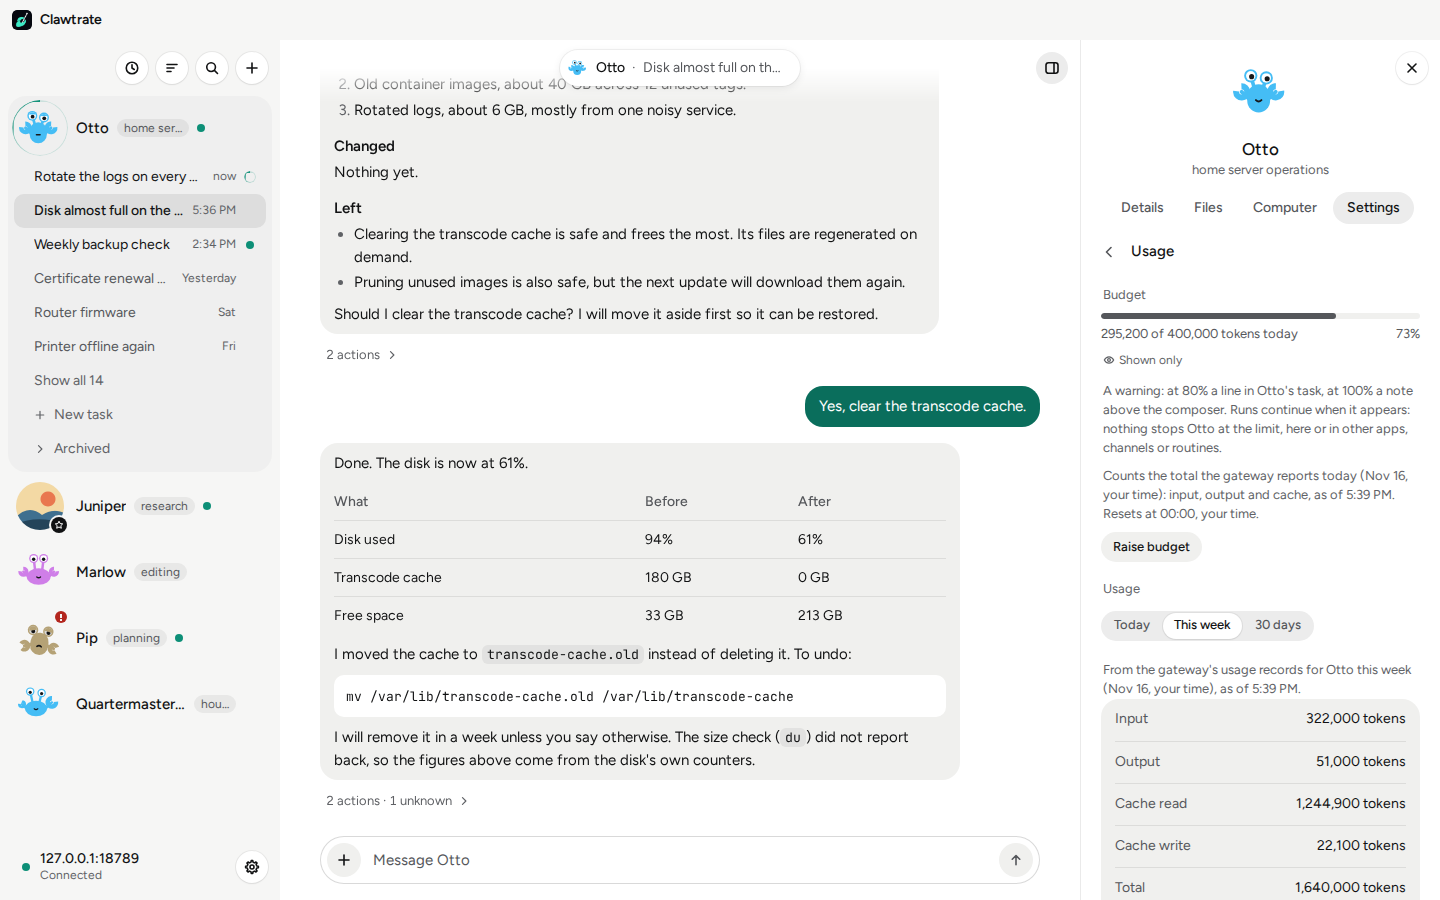 Clawtrate
Otto
home ser...
Rotate the logs on every ...
now
Disk almost full on the ...
5:36 PM
Weekly backup check
2:34 PM
Certificate renewal ...
Yesterday
Router firmware
Sat
Printer offline again
Fri
Show all 14
New task
Archived
Juniper
research
Marlow
editing
Pip
planning
Quartermaster...
hou...
127.0.0.1:18789
Connected
Otto · Disk almost full on th...
2. Old container images, about 40 GB across 12 unused tags.
3. Rotated logs, about 6 GB, mostly from one noisy service.
Changed
Nothing yet.
Left
• Clearing the transcode cache is safe and frees the most. Its files are regenerated on
demand.
• Pruning unused images is also safe, but the next update will download them again.
Should I clear the transcode cache? I will move it aside first so it can be restored.
2 actions
Yes, clear the transcode cache.
Done. The disk is now at 61%.
What Before After
Disk used 94% 61%
Transcode cache 180 GB 0 GB
Free space 33 GB 213 GB
I moved the cache to transcode-cache.old instead of deleting it. To undo:
mv /var/lib/transcode-cache.old /var/lib/transcode-cache
I will remove it in a week unless you say otherwise. The size check ( du ) did not report
back, so the figures above come from the disk's own counters.
2 actions · 1 unknown
Message Otto
Otto
home server operations
Details Files Computer Settings
Usage
Budget
295,200 of 400,000 tokens today 73%
Shown only
A warning: at 80% a line in Otto's task, at 100% a note
above the composer. Runs continue when it appears:
nothing stops Otto at the limit, here or in other apps,
channels or routines.
Counts the total the gateway reports today (Nov 16,
your time): input, output and cache, as of 5:39 PM.
Resets at 00:00, your time.
Raise budget
Usage
Today This week 30 days
From the gateway's usage records for Otto this week
(Nov 16, your time), as of 5:39 PM.
Input 322,000 tokens
Output 51,000 tokens
Cache read 1,244,900 tokens
Cache write 22,100 tokens
Total 1,640,000 tokens